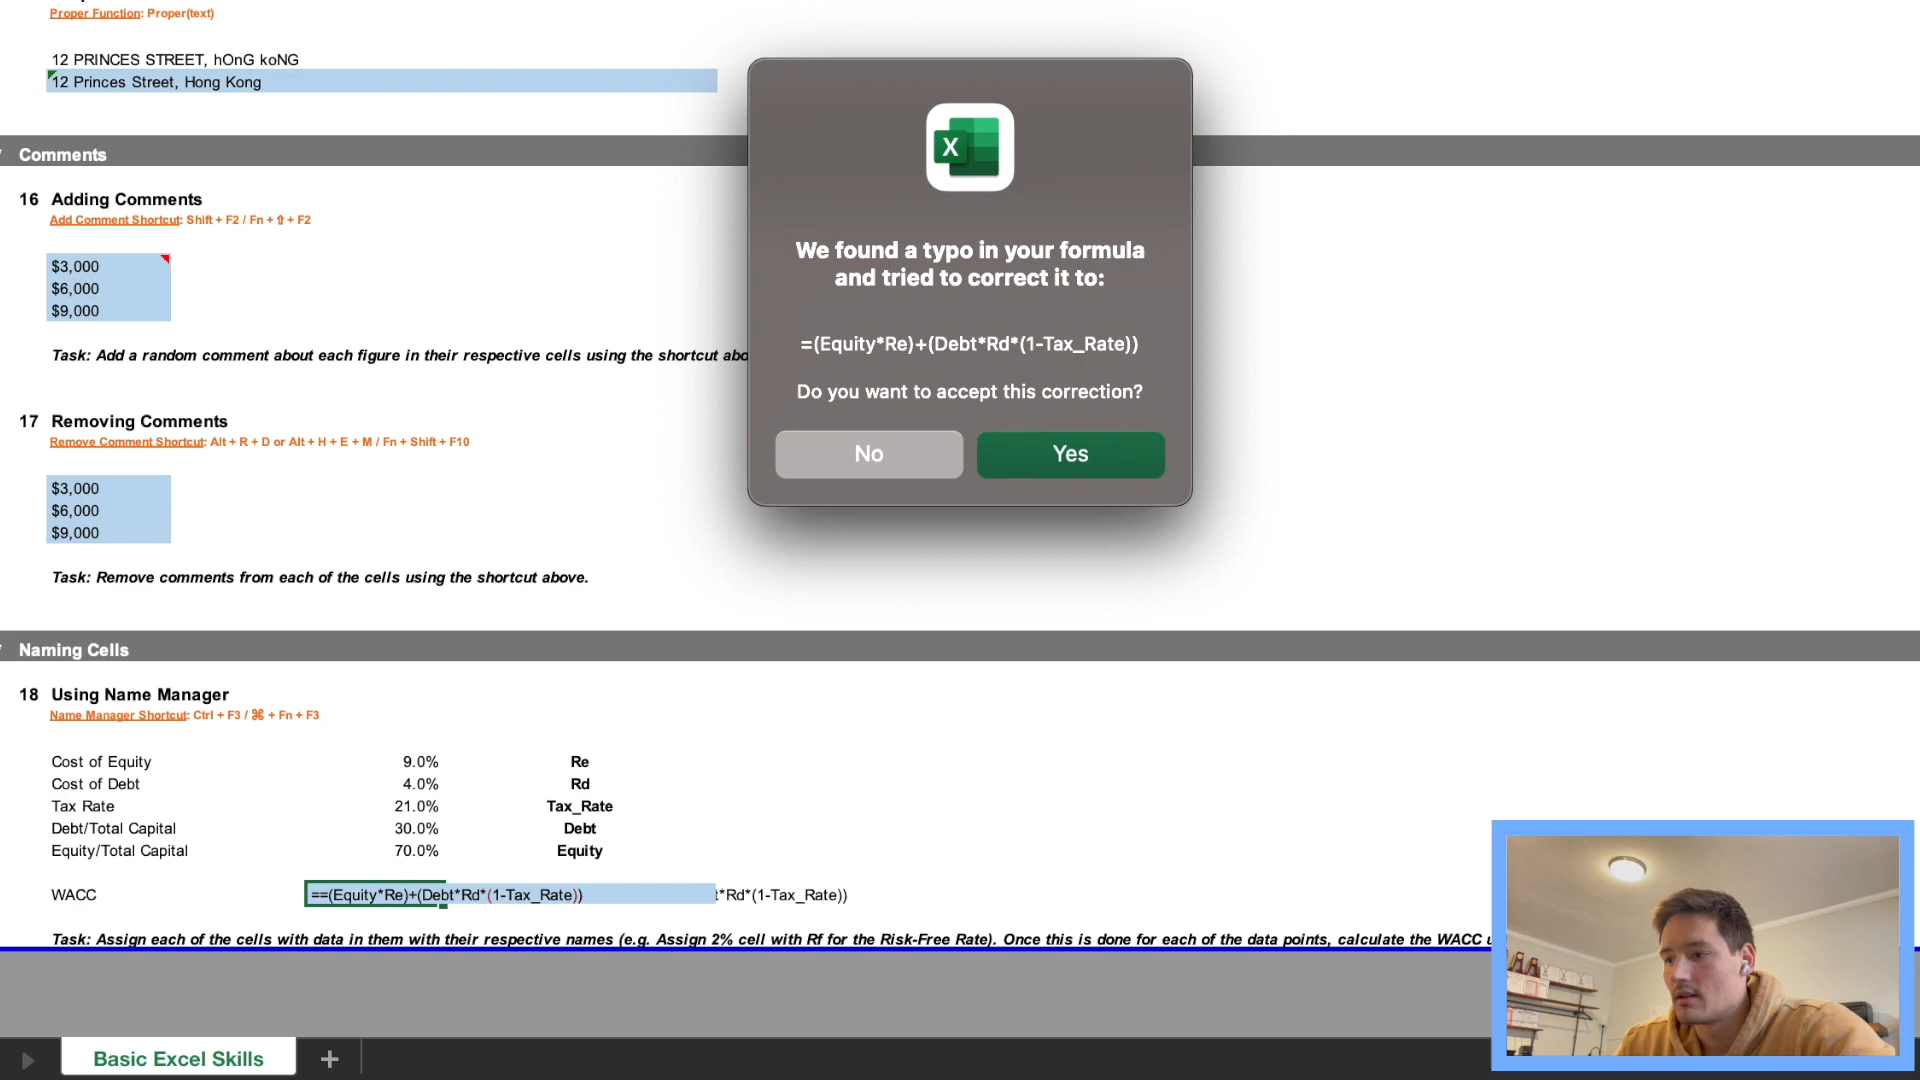 Proper Function: Proper(text)
12 PRINCES STREET, hOnG koNG
12 Princes Street, Hong Kong
Comments
16 Adding Comments
Add Comment Shortcut: Shift + F2 / Fn + ⇧ + F2
$3,000
$6,000
$9,000
Task: Add a random comment about each figure in their respective cells using the shortcut abo
17 Removing Comments
Remove Comment Shortcut: Alt + R + D or Alt + H + E + M / Fn + Shift + F10
$3,000
$6,000
$9,000
Task: Remove comments from each of the cells using the shortcut above.
X
We found a typo in your formula
and tried to correct it to:
=(Equity*Re)+(Debt*Rd*(1-Tax_Rate))
Do you want to accept this correction?
No Yes
Naming Cells
18 Using Name Manager
Name Manager Shortcut: Ctrl + F3 / ⌘ + Fn + F3
Cost of Equity 9.0% Re
Cost of Debt 4.0% Rd
Tax Rate 21.0% Tax_Rate
Debt/Total Capital 30.0% Debt
Equity/Total Capital 70.0% Equity
WACC ==(Equity*Re)+(Debt*Rd*(1-Tax_Rate)) t*Rd*(1-Tax_Rate))
Task: Assign each of the cells with data in them with their respective names (e.g. Assign 2% cell with Rf for the Risk-Free Rate). Once this is done for each of the data points, calculate the WACC u
Basic Excel Skills +